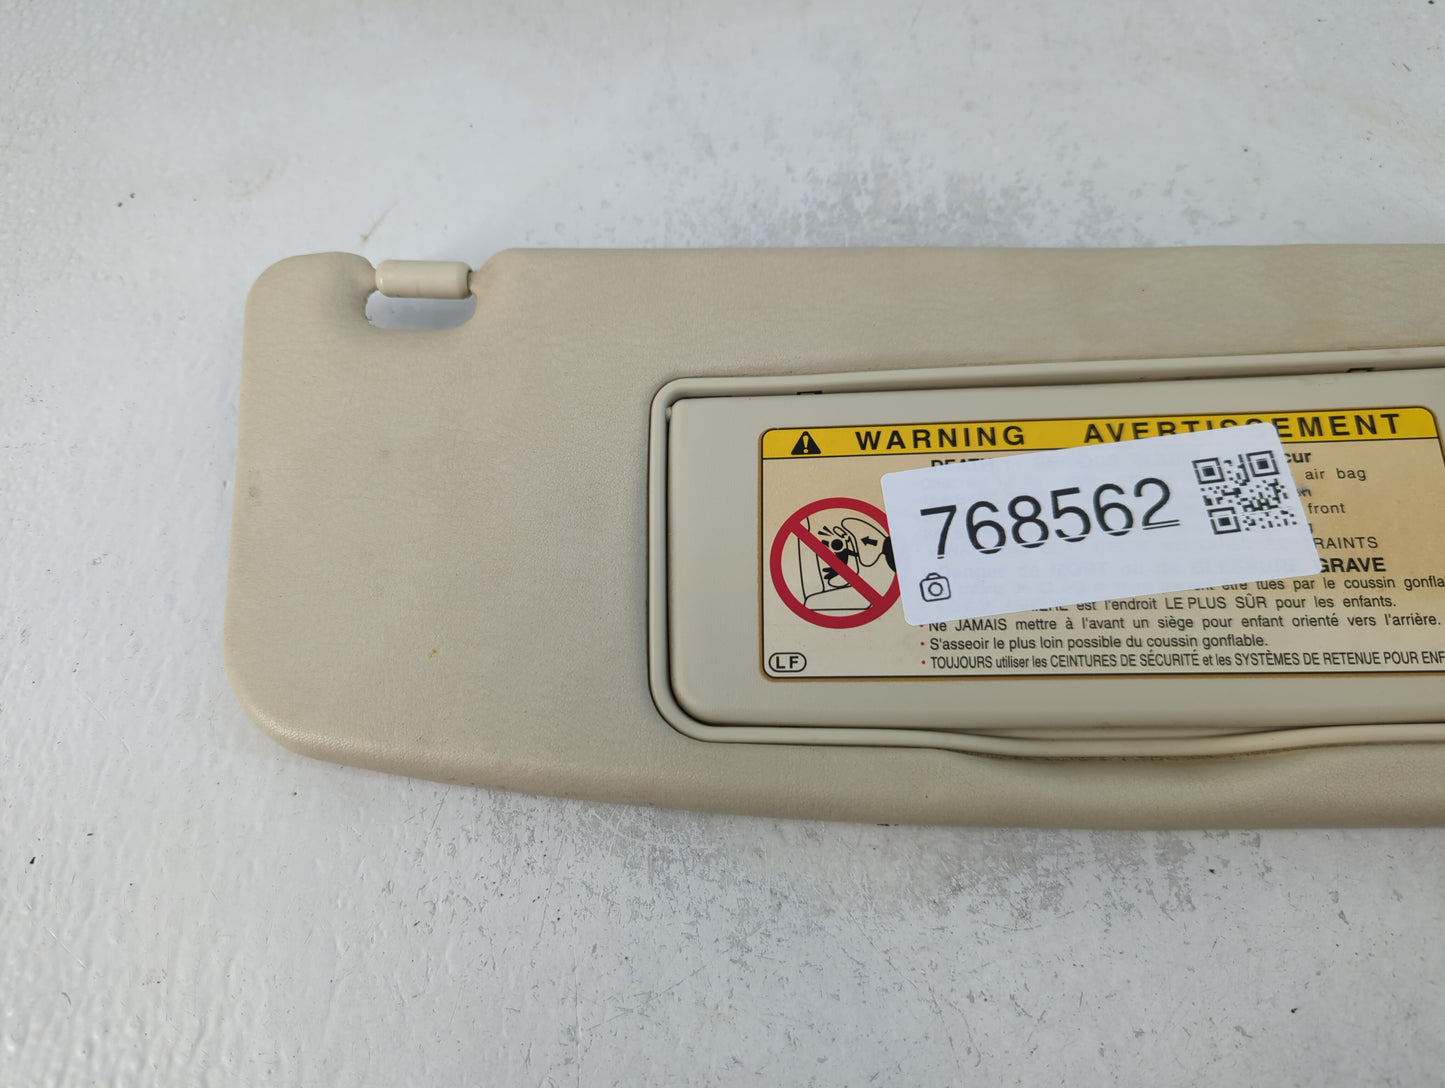 WARNING AVERTISSEMENT
cur
air bag
768562
front
RAINTS
GRAVE
être tués par le coussin
est l'endroit LE PLUS SÛR pour les enfants.
• Ne JAMAIS mettre à l'avant un siège pour enfant orienté vers l'arrière.
• S'asseoir le plus loin possible du coussin gonflable.
LF
• TOUJOURS utiliser les CEINTURES DE SÉCURITÉ et les SYSTÈMES DE RETENUE POUR ENF